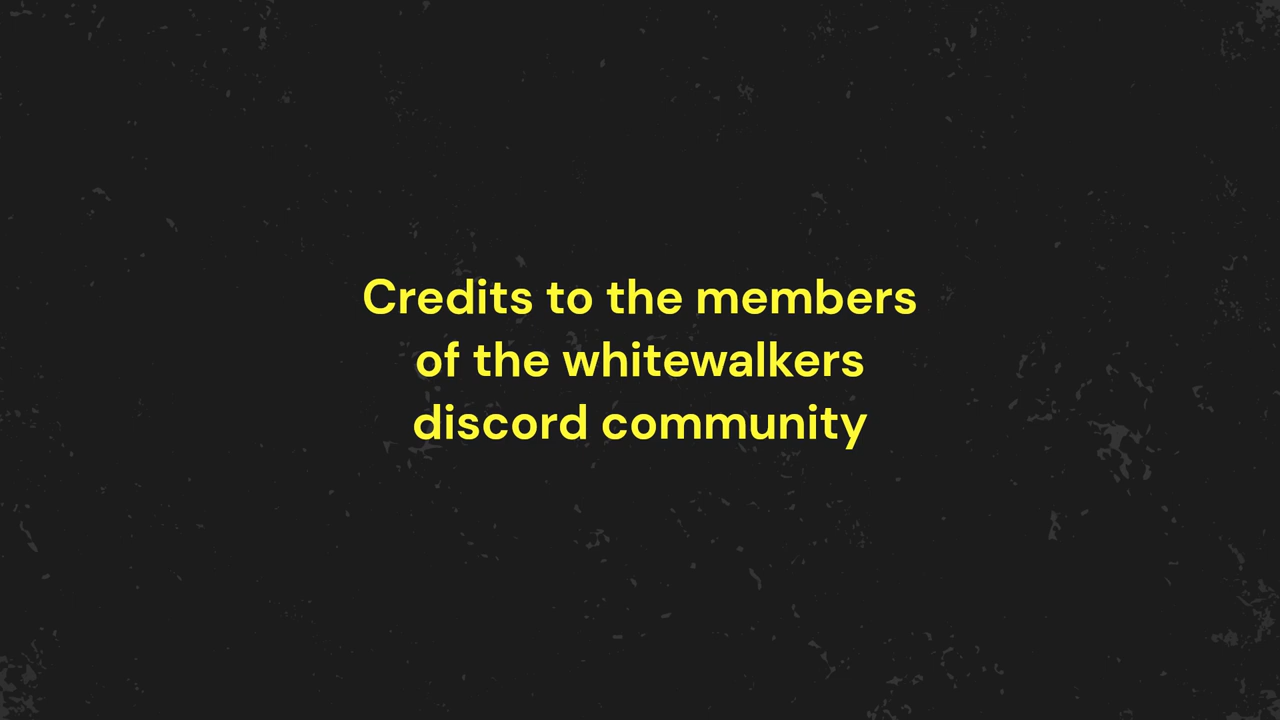 Credits to the members
of the whitewalkers
discord community